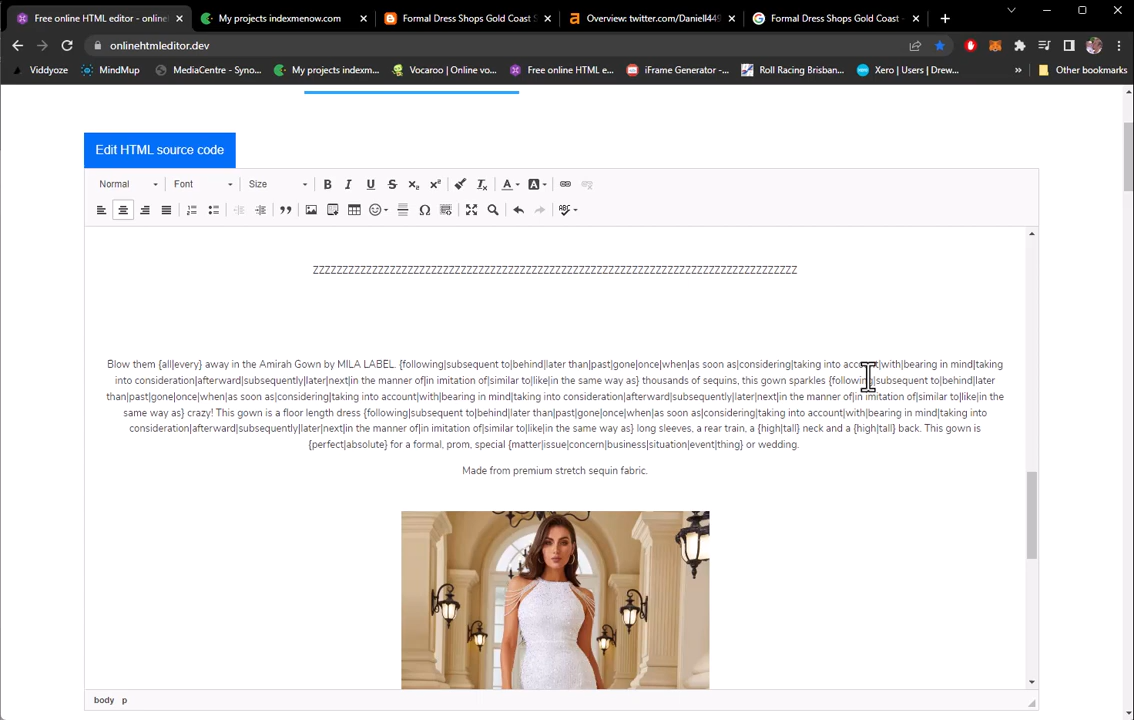 Free online HTML editor - online
My projects indexmenow.com
Formal Dress Shops Gold Coast S
Overview: twitter.com/Daniell449
Formal Dress Shops Gold Coast -
onlinehtmleditor.dev
Viddyoze
MindMup
MediaCentre - Syno...
My projects indexm...
Vocaroo | Online vo...
Free online HTML e...
iFrame Generator -...
Roll Racing Brisban...
Xero | Users | Drew...
»
Other bookmarks
Edit HTML source code
Normal
Font
Size
ZZZZZZZZZZZZZZZZZZZZZZZZZZZZZZZZZZZZZZZZZZZZZZZZZZZZZZZZZZZZZZZZZZZZZZZZZZZZZZZZZ
Blow them {all|every} away in the Amirah Gown by MILA LABEL. {following|subsequent to|behind|later than|past|gone|once|when|as soon as|considering|taking into account|with|bearing in mind|taking
into consideration|afterward|subsequently|later|next|in the manner of|in imitation of|similar to|like|in the same way as} thousands of sequins, this gown sparkles {following|subsequent to|behind|later
than|past|gone|once|when|as soon as|considering|taking into account|with|bearing in mind|taking into consideration|afterward|subsequently|later|next|in the manner of|in imitation of|similar to|like|in the
same way as} crazy! This gown is a floor length dress {following|subsequent to|behind|later than|past|gone|once|when|as soon as|considering|taking into account|with|bearing in mind|taking into
consideration|afterward|subsequently|later|next|in the manner of|in imitation of|similar to|like|in the same way as} long sleeves, a rear train, a {high|tall} neck and a {high|tall} back. This gown is
{perfect|absolute} for a formal, prom, special {matter|issue|concern|business|situation|event|thing} or wedding.
Made from premium stretch sequin fabric.
body p